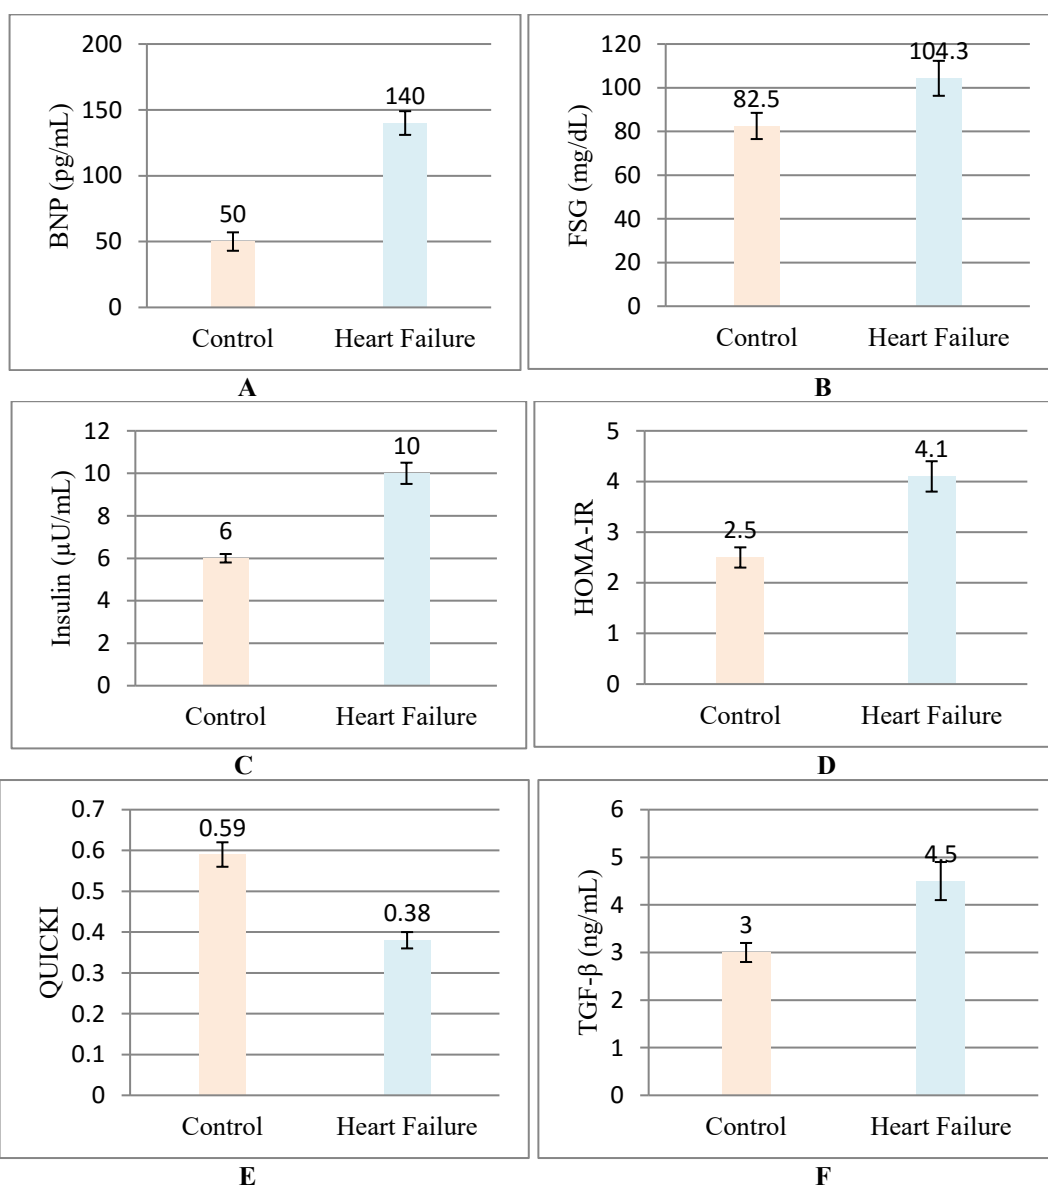 BNP (pg/mL)
200
150
100
50
0
50
140
Control
Heart Failure
A
FSG (mg/dL)
120
100
80
60
40
20
0
82.5
104.3
Control
Heart Failure
B
Insulin (μU/mL)
12
10
8
6
4
2
0
6
10
Control
Heart Failure
C
HOMA-IR
5
4
3
2
1
0
2.5
4.1
Control
Heart Failure
D
QUICKI
0.7
0.6
0.5
0.4
0.3
0.2
0.1
0
0.59
0.38
Control
Heart Failure
E
TGF-β (ng/mL)
6
5
4
3
2
1
0
3
4.5
Control
Heart Failure
F